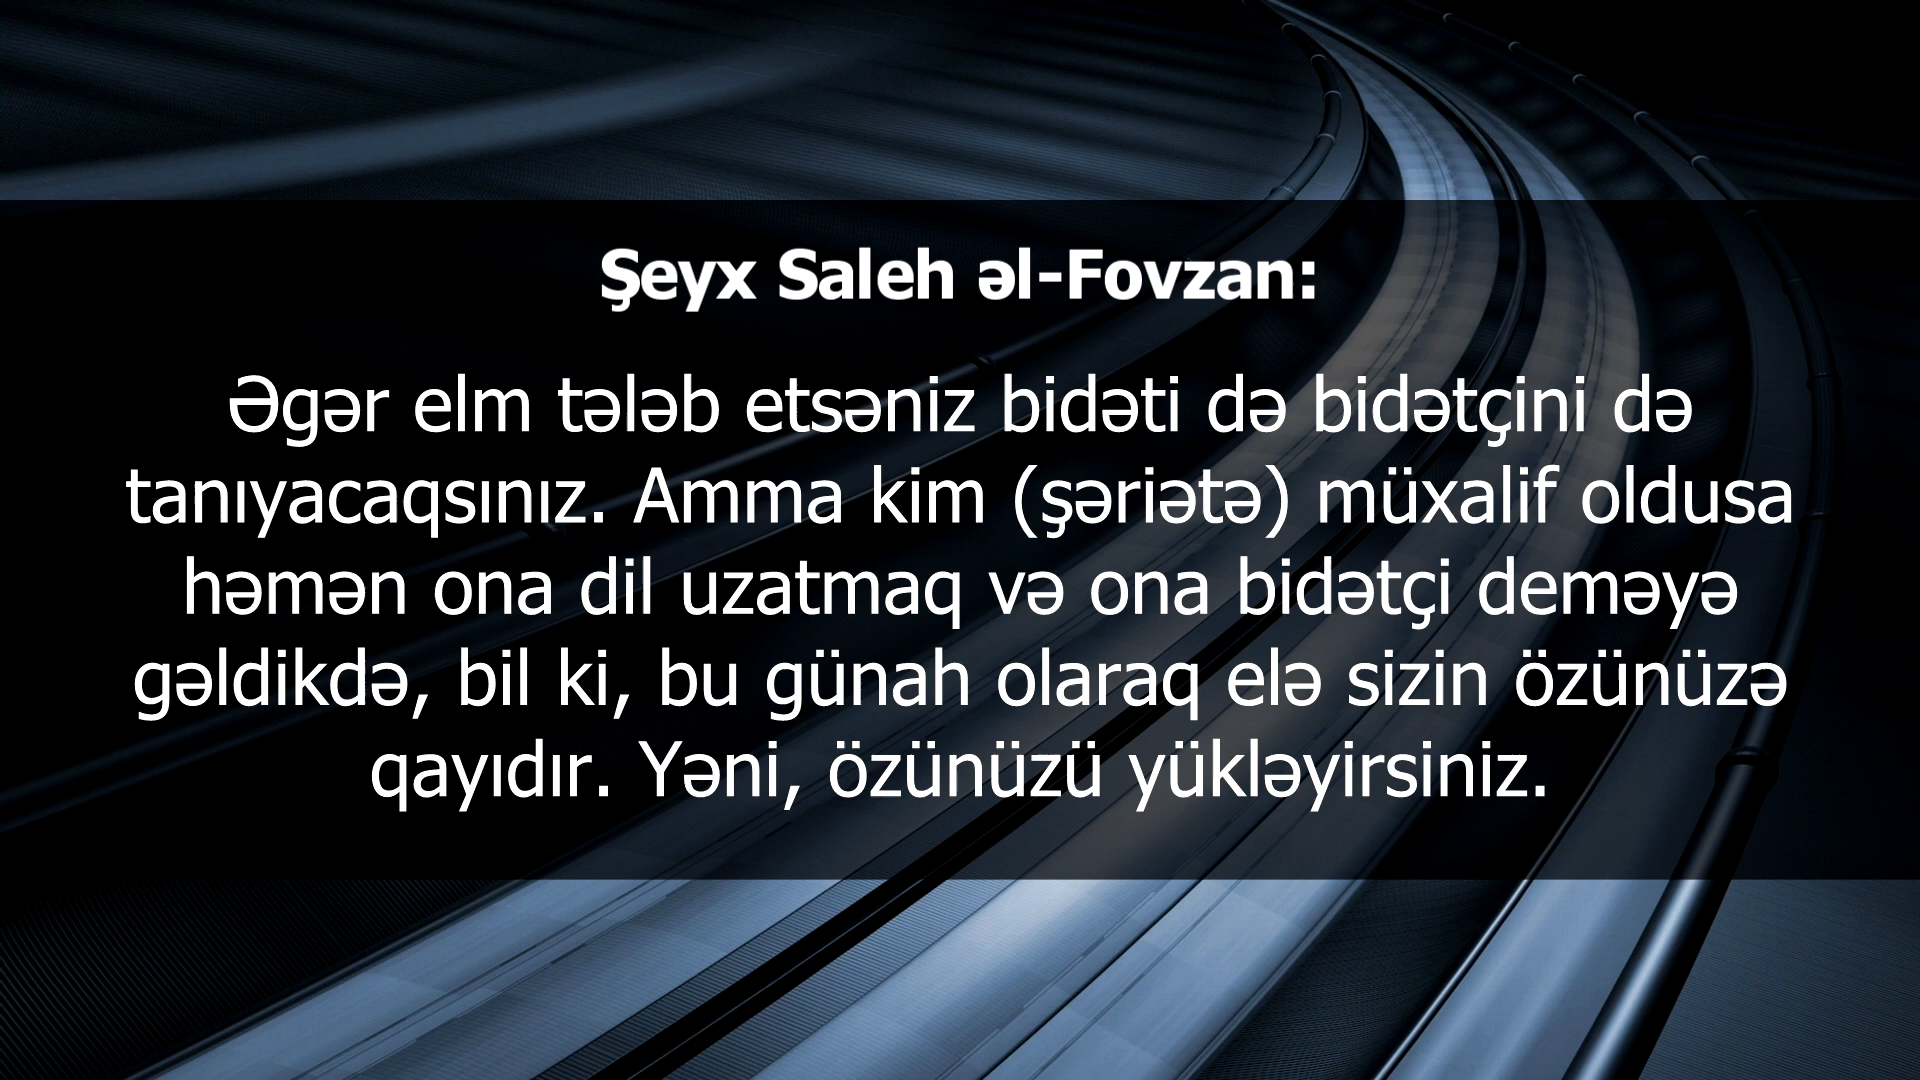 Şeyx Saleh əl-Fovzan:
Əgər elm tələb etsəniz bidəti də bidətçini də
tanıyacaqsınız. Amma kim (şəriətə) müxalif oldusa
həmən ona dil uzatmaq və ona bidətçi deməyə
gəldikdə, bil ki, bu günah olaraq elə sizin özünüzə
qayıdır. Yəni, özünüzü yükləyirsiniz.